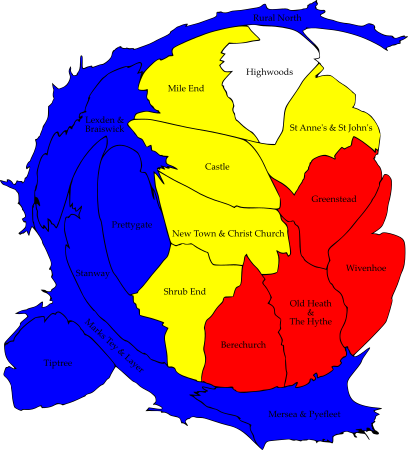 Rural North
Highwoods
Mile End
Lexden &
Braiswick
St Anne's & St John's
Castle
Greenstead
Prettygate
New Town & Christ Church
Stanway
Wivenhoe
Shrub End
Old Heath
&
The Hythe
Marks Tey & Layer
Berechurch
Tiptree
Mersea & Pyefleet